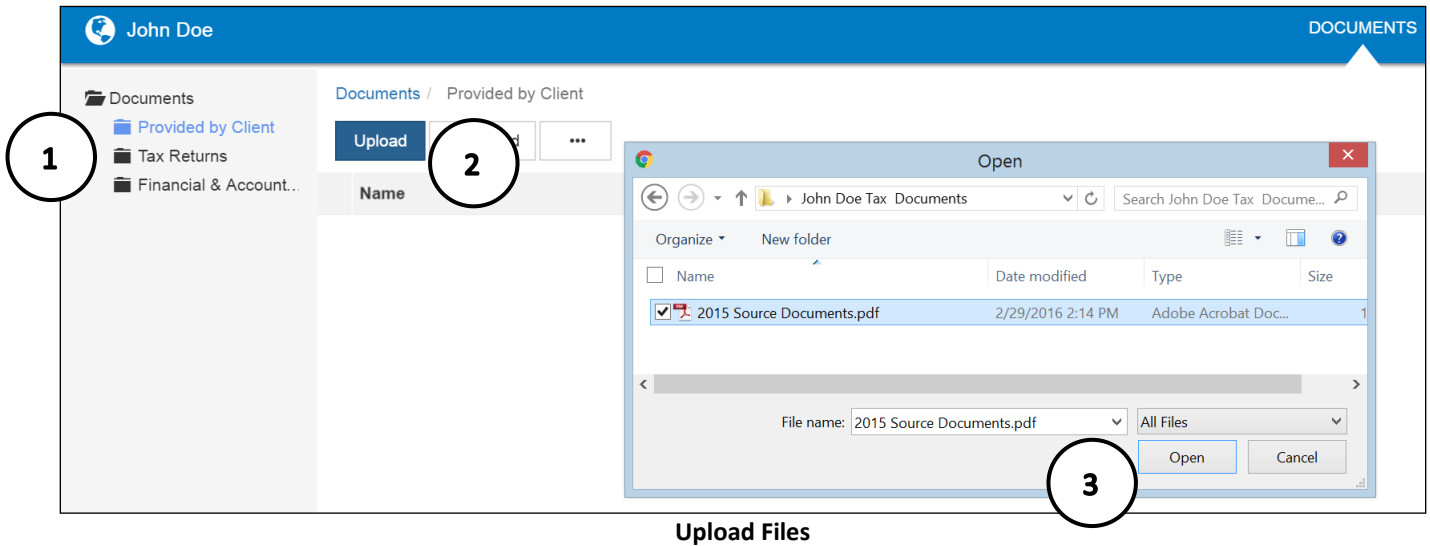 John Doe
DOCUMENTS
Documents
Provided by Client
Tax Returns
Financial & Account...
1
Documents / Provided by Client
Upload
2
•••
Name
Open
John Doe Tax Documents
Search John Doe Tax Docume...
Organize
New folder
Name
Date modified
Type
Size
2015 Source Documents.pdf
2/29/2016 2:14 PM
Adobe Acrobat Doc...
1
File name: 2015 Source Documents.pdf
All Files
Open
Cancel
3
Upload Files